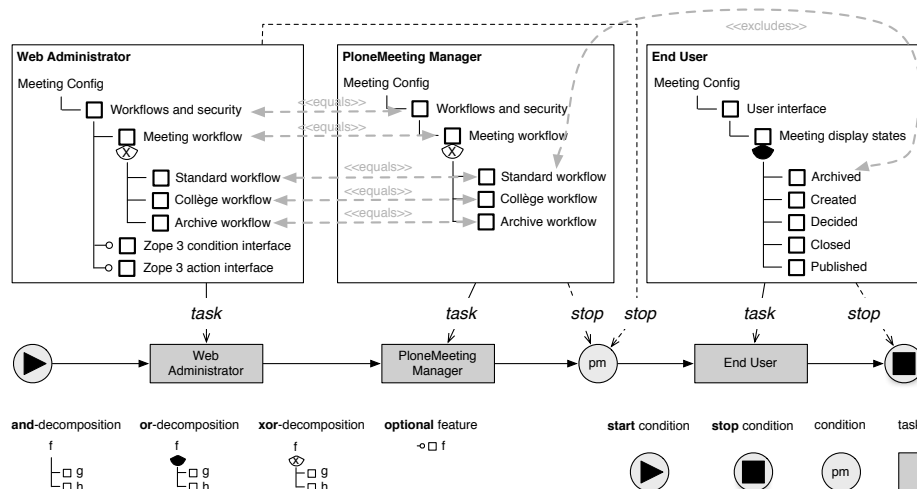 <<excludes>>
Web Administrator
PloneMeeting Manager
End User
Meeting Config
Meeting Config
Meeting Config
Workflows and security
<<equals>>
Workflows and security
User interface
Meeting workflow
<<equals>>
Meeting workflow
Meeting display states
X
X
Standard workflow
<<equals>>
Standard workflow
Archived
Collège workflow
<<equals>>
Collège workflow
Created
Archive workflow
<<equals>>
Archive workflow
Decided
Zope 3 condition interface
Closed
Zope 3 action interface
Published
task
task
stop
stop
task
stop
Web
Administrator
PloneMeeting
Manager
pm
End User
and-decomposition
or-decomposition
xor-decomposition
optional feature
start condition
stop condition
condition
task
f
f
f
f
X
g
g
g
h
h
h
pm